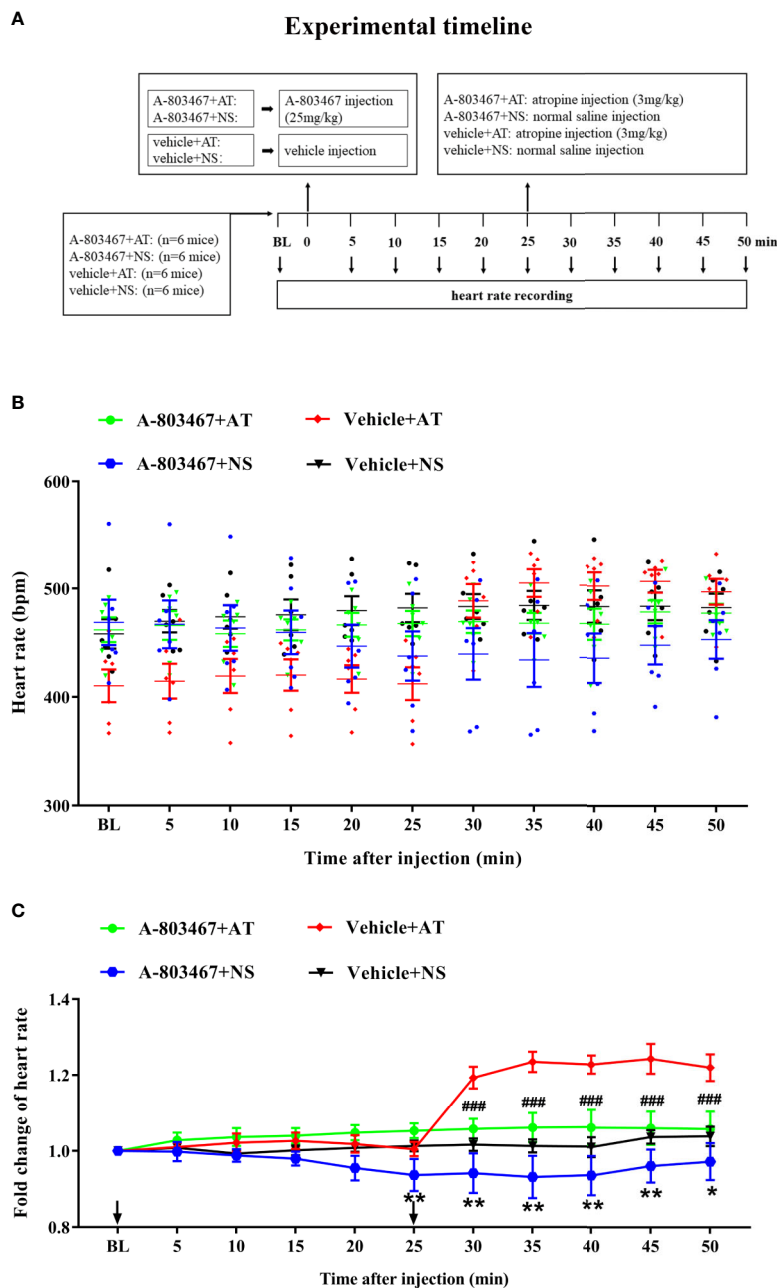 A
Experimental timeline
A-803467+AT:
A-803467+NS:
A-803467 injection
(25mg/kg)
vehicle+AT:
vehicle+NS:
vehicle injection
A-803467+AT: atropine injection (3mg/kg)
A-803467+NS: normal saline injection
vehicle+AT: atropine injection (3mg/kg)
vehicle+NS: normal saline injection
A-803467+AT: (n=6 mice)
A-803467+NS: (n=6 mice)
vehicle+AT: (n=6 mice)
vehicle+NS: (n=6 mice)
BL 0 5 10 15 20 25 30 35 40 45 50 min
heart rate recording
B
A-803467+AT Vehicle+AT
A-803467+NS Vehicle+NS
600
500
400
300
Heart rate (bpm)
BL 5 10 15 20 25 30 35 40 45 50
Time after injection (min)
C
A-803467+AT Vehicle+AT
A-803467+NS Vehicle+NS
1.4
1.2
1.0
0.8
Fold change of heart rate
### ### ### ### ###
** ** ** ** ** *
BL 5 10 15 20 25 30 35 40 45 50
Time after injection (min)